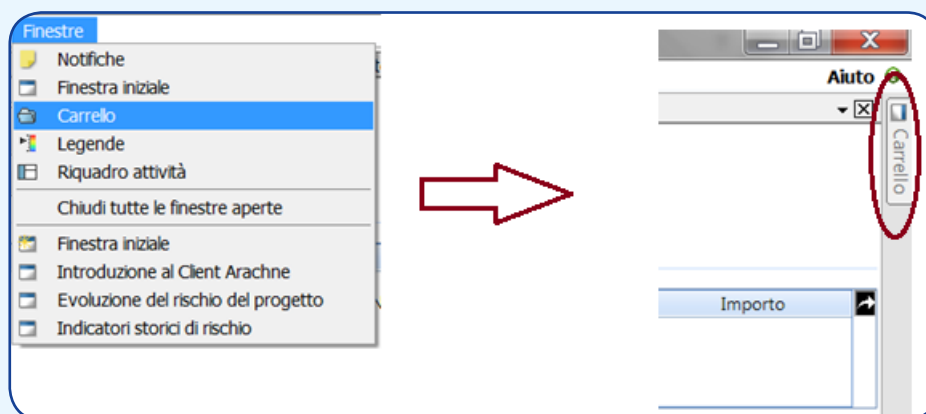 Finestre
Notifiche
Finestra iniziale
Carrello
Legende
Riquadro attività
Chiudi tutte le finestre aperte
Finestra iniziale
Introduzione al Client Arachne
Evoluzione del rischio del progetto
Indicatori storici di rischio
Aiuto
Carrello
Importo